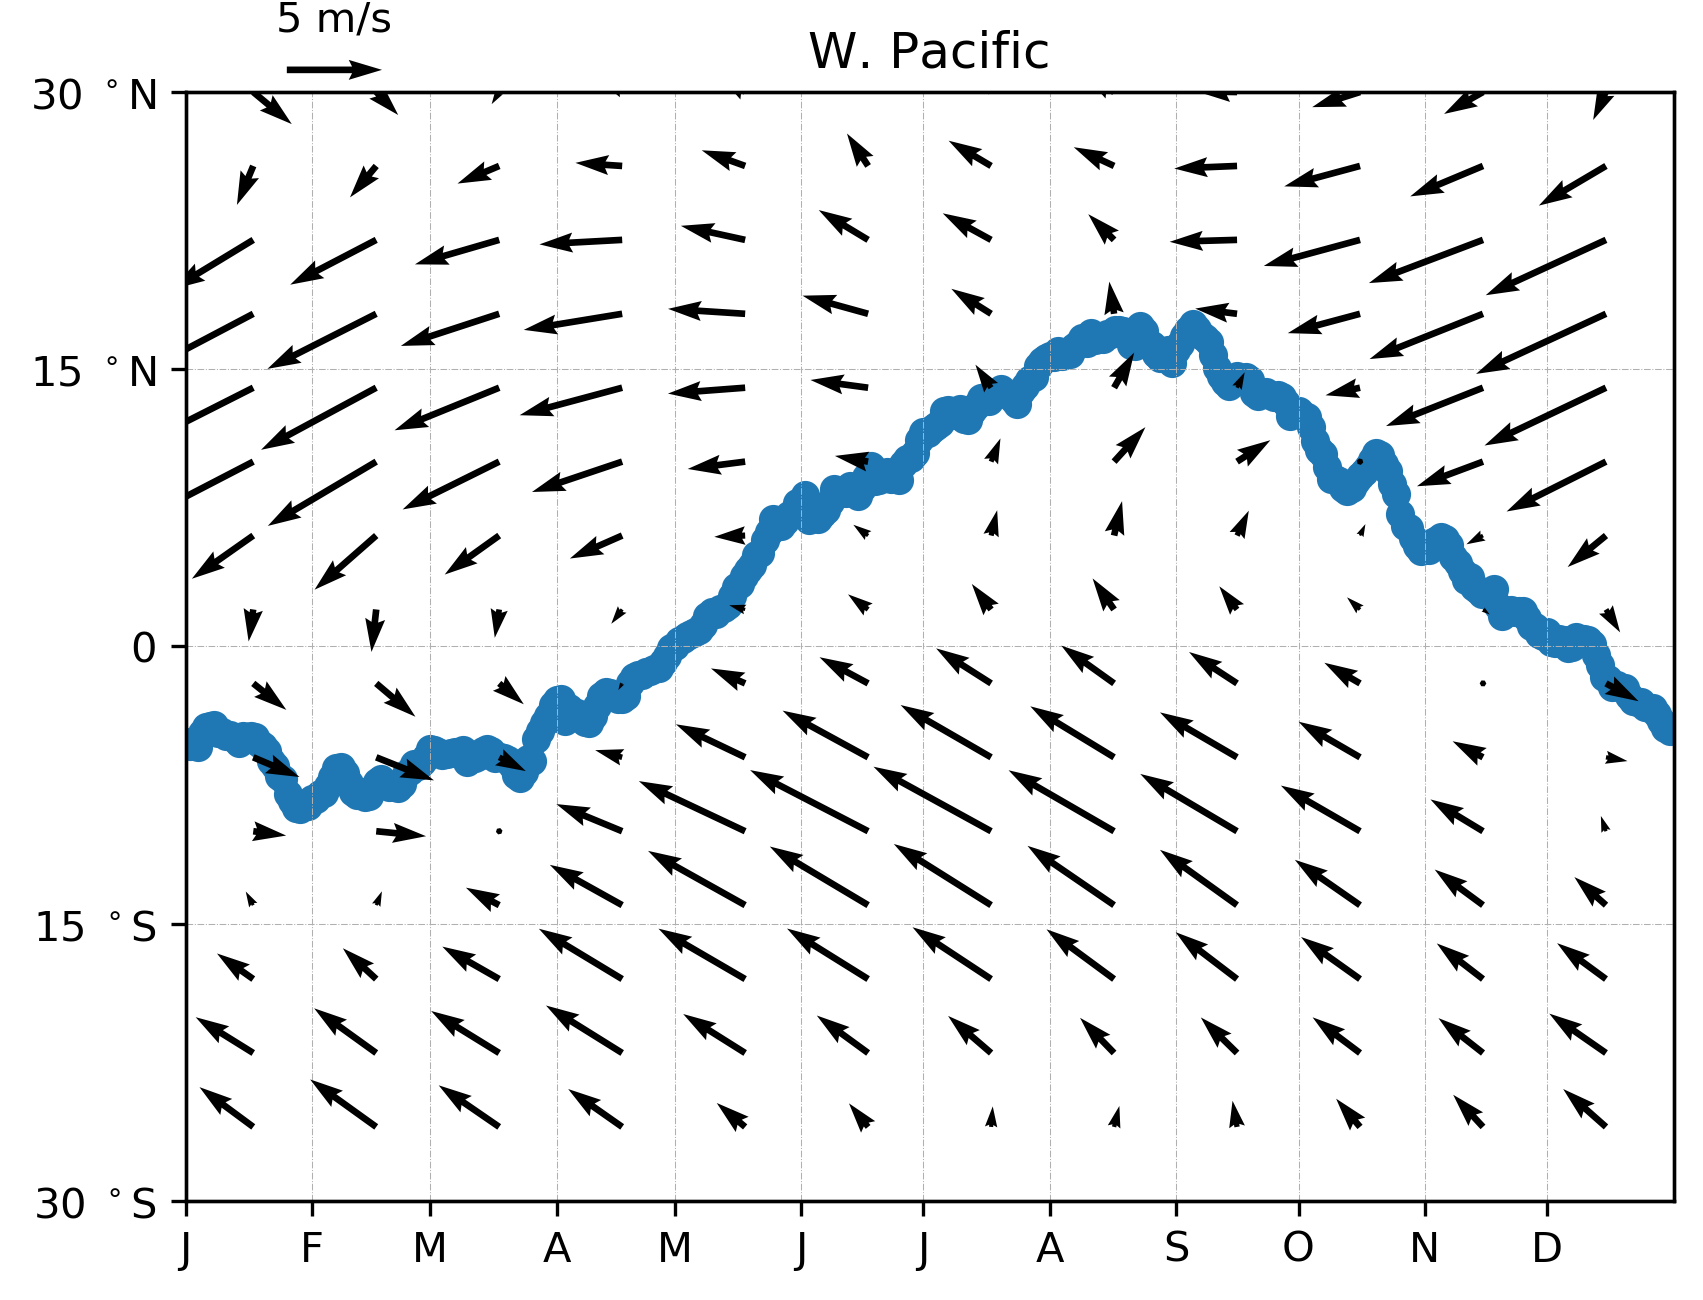 5 m/s
W. Pacific
30 °N
15 °N
0
15 °S
30 °S
J F M A M J J A S O N D